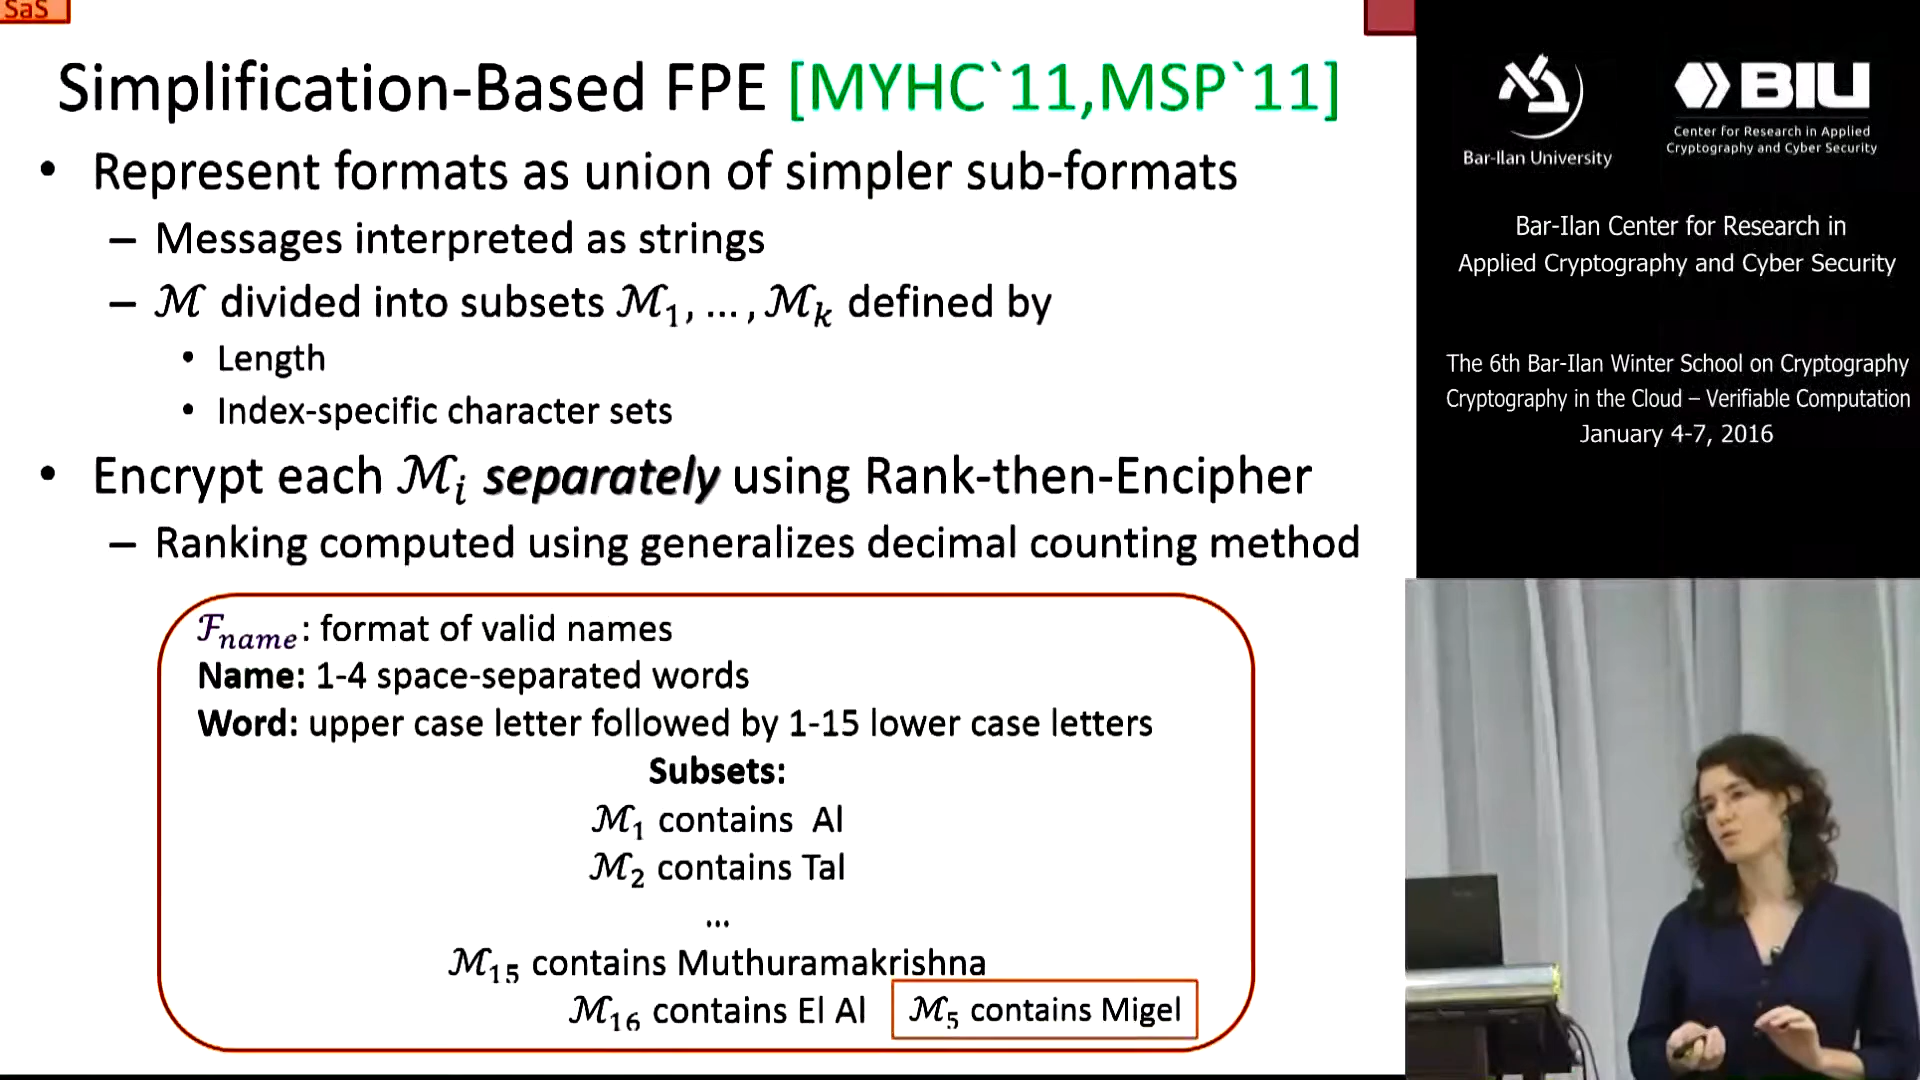 SaS
Simplification-Based FPE [MYHC`11,MSP`11]
• Represent formats as union of simpler sub-formats
– Messages interpreted as strings
– ℳ divided into subsets ℳ₁, … , ℳₖ defined by
• Length
• Index-specific character sets
• Encrypt each ℳᵢ separately using Rank-then-Encipher
– Ranking computed using generalizes decimal counting method
ℱₙₐₘₑ: format of valid names
Name: 1-4 space-separated words
Word: upper case letter followed by 1-15 lower case letters
Subsets:
ℳ₁ contains Al
ℳ₂ contains Tal
...
ℳ₁₅ contains Muthuramakrishna
ℳ₁₆ contains El Al
ℳ₅ contains Migel
Bar-Ilan University
BIU
Center for Research in Applied
Cryptography and Cyber Security
Bar-Ilan Center for Research in
Applied Cryptography and Cyber Security
The 6th Bar-Ilan Winter School on Cryptography
Cryptography in the Cloud – Verifiable Computation
January 4-7, 2016